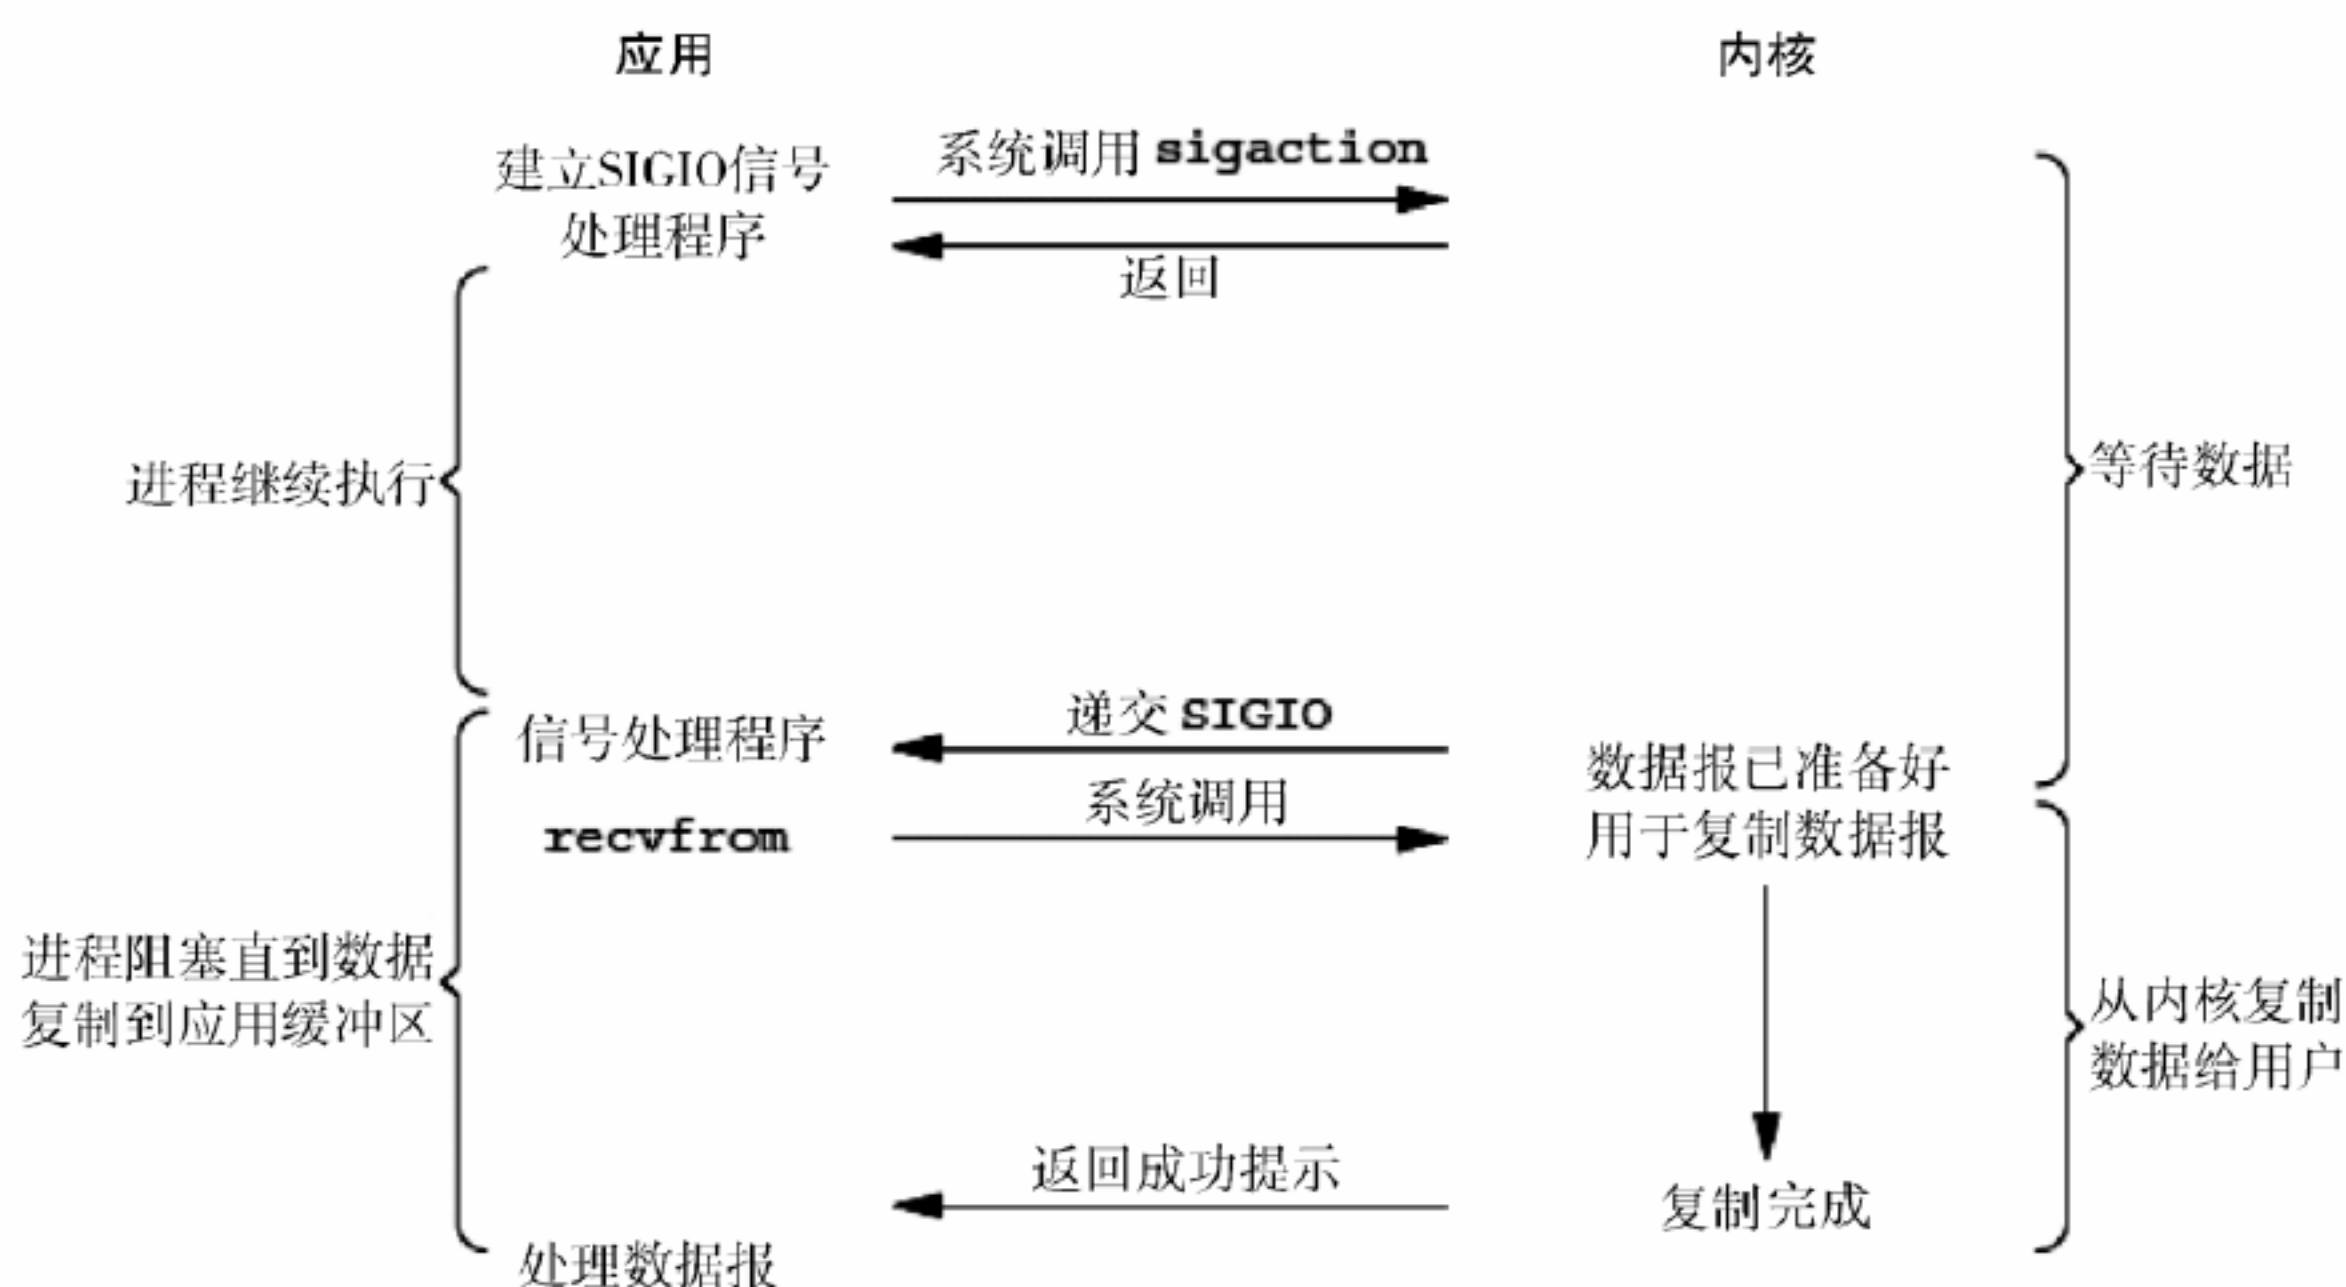 应用
内核
建立SIGIO信号
处理程序
系统调用 sigaction
返回
进程继续执行
等待数据
信号处理程序
递交 SIGIO
数据报已准备好
用于复制数据报
系统调用
recvfrom
进程阻塞直到数据
复制到应用缓冲区
从内核复制
数据给用户
返回成功提示
复制完成
处理数据报